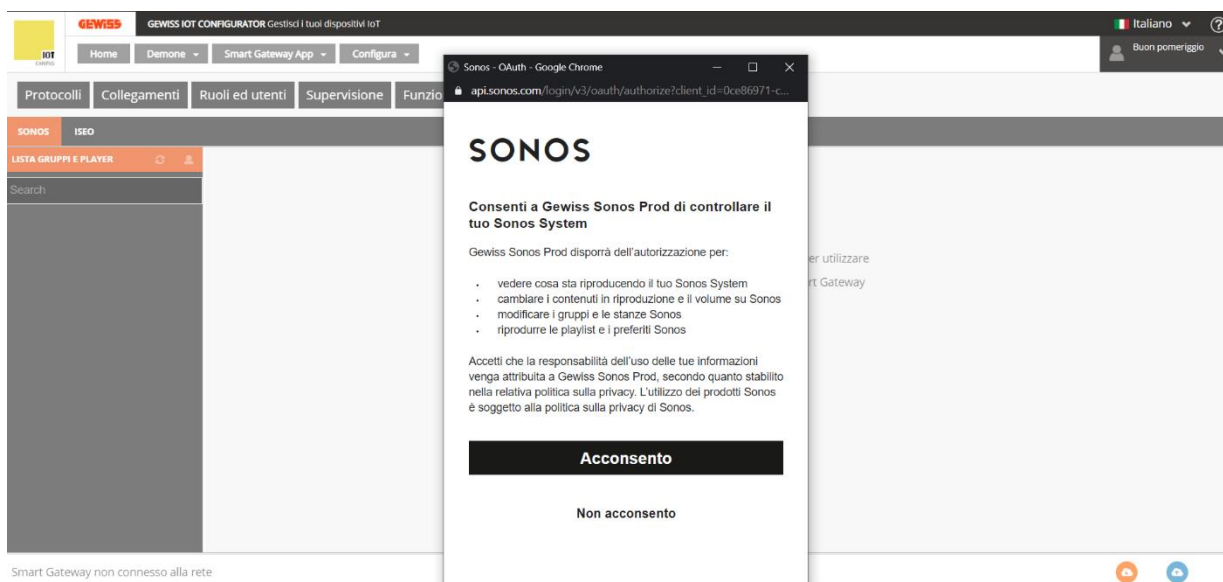 GEWISS
GEWISS IOT CONFIGURATOR Gestisci i tuoi dispositivi IoT
Italiano
IOT
Home
Demone
Smart Gateway App
Configura
Buon pomeriggio
Protocolli
Collegamenti
Ruoli ed utenti
Supervisione
Funzio
SONOS
ISEO
LISTA GRUPPI E PLAYER
Search
Sonos - OAuth - Google Chrome
api.sonos.com/login/v3/oauth/authorize?client_id=0ce86971-c...
SONOS
Consenti a Gewiss Sonos Prod di controllare il
tuo Sonos System
Gewiss Sonos Prod disporrà dell'autorizzazione per:
· vedere cosa sta riproducendo il tuo Sonos System
· cambiare i contenuti in riproduzione e il volume su Sonos
· modificare i gruppi e le stanze Sonos
· riprodurre le playlist e i preferiti Sonos
Accetti che la responsabilità dell'uso delle tue informazioni
venga attribuita a Gewiss Sonos Prod, secondo quanto stabilito
nella relativa politica sulla privacy. L'utilizzo dei prodotti Sonos
è soggetto alla politica sulla privacy di Sonos.
Acconsento
Non acconsento
er utilizzare
rt Gateway
Smart Gateway non connesso alla rete